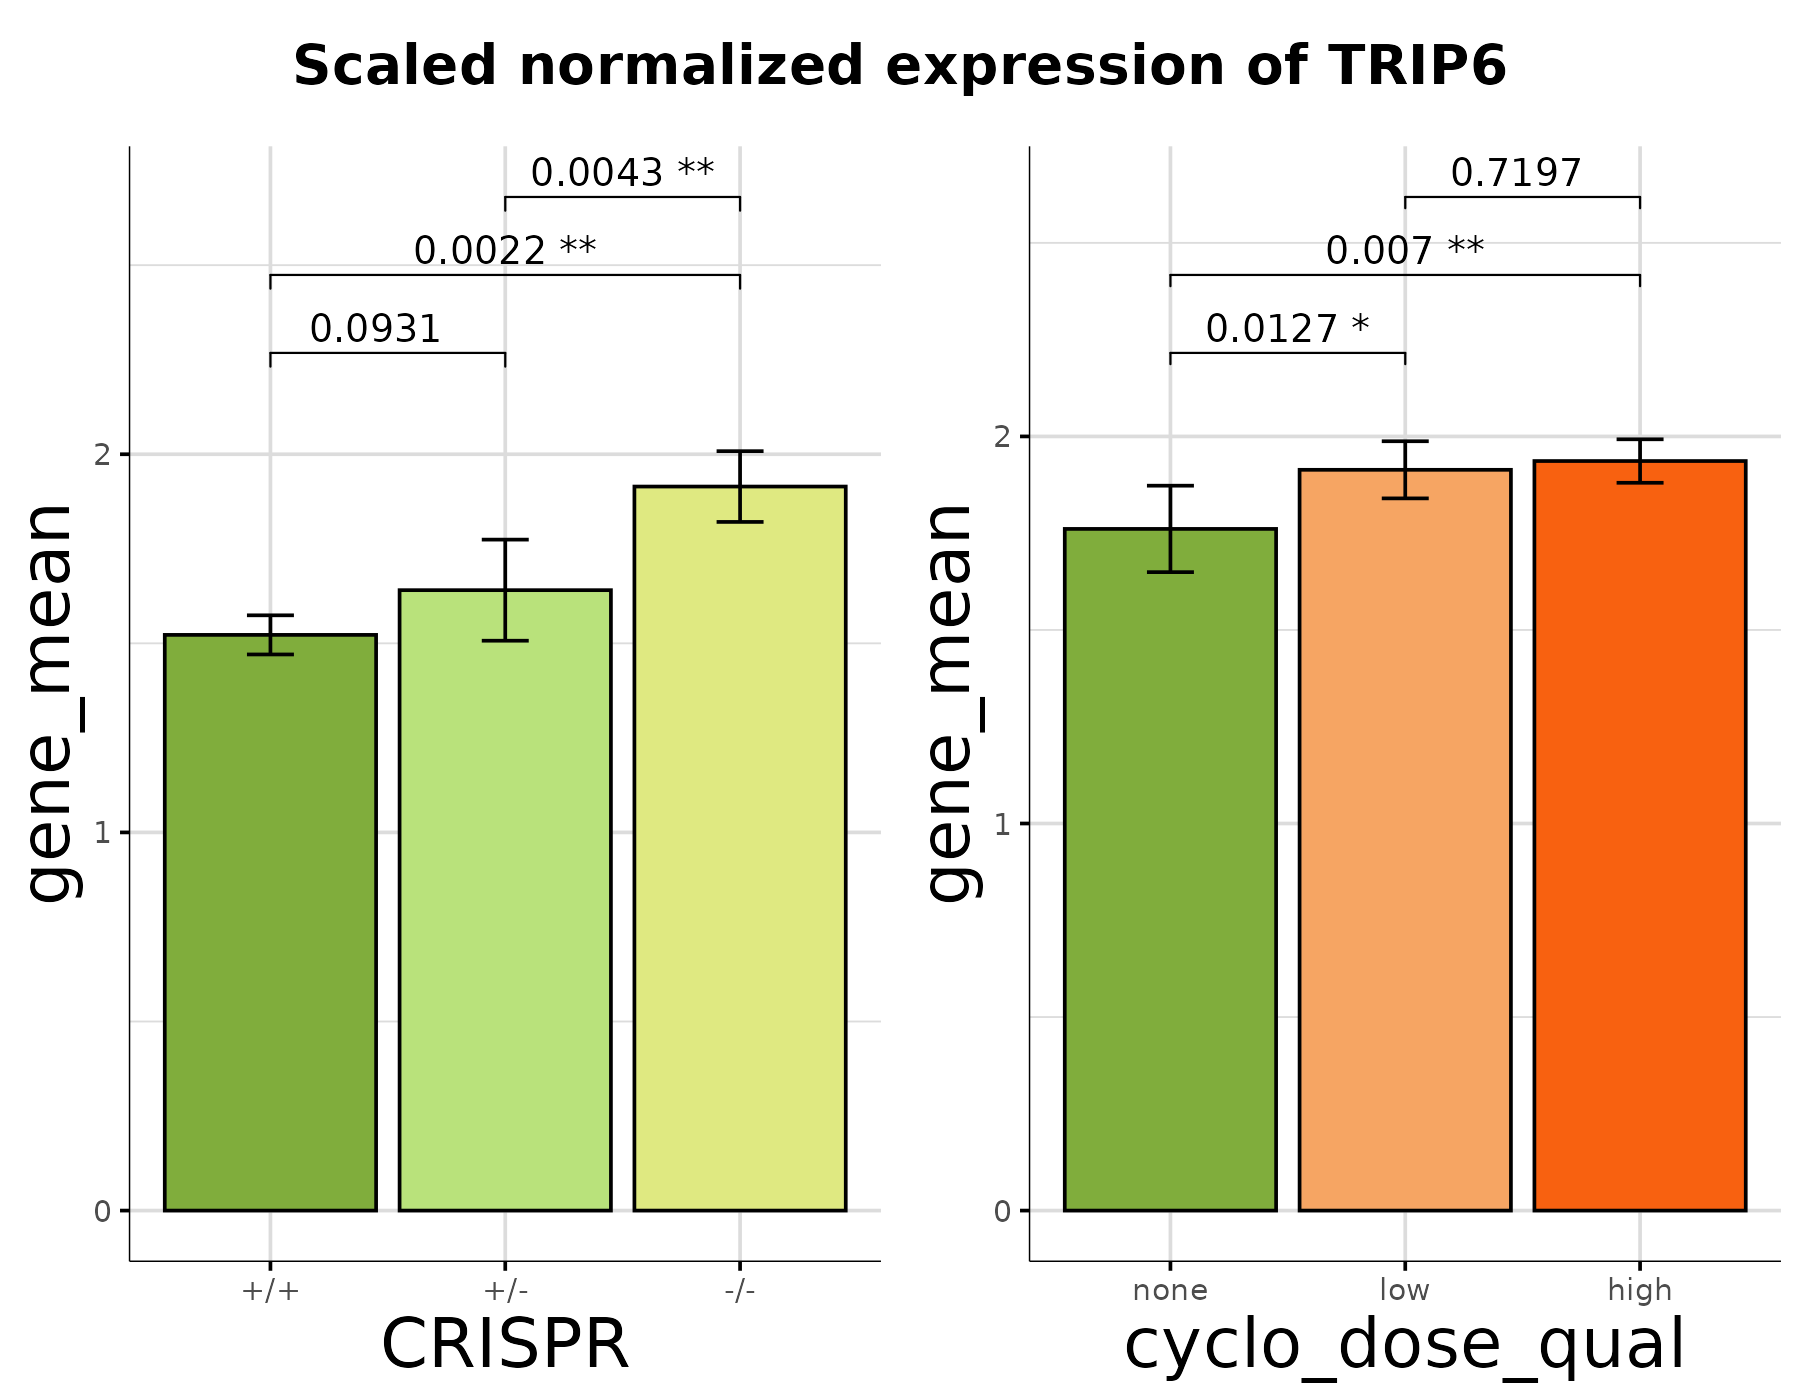 Scaled normalized expression of TRIP6
0.0043 **
0.0022 **
0.0931
2
1
0
gene_mean
+/+
+/-
-/-
CRISPR
0.7197
0.007 **
0.0127 *
2
1
0
gene_mean
none
low
high
cyclo_dose_qual